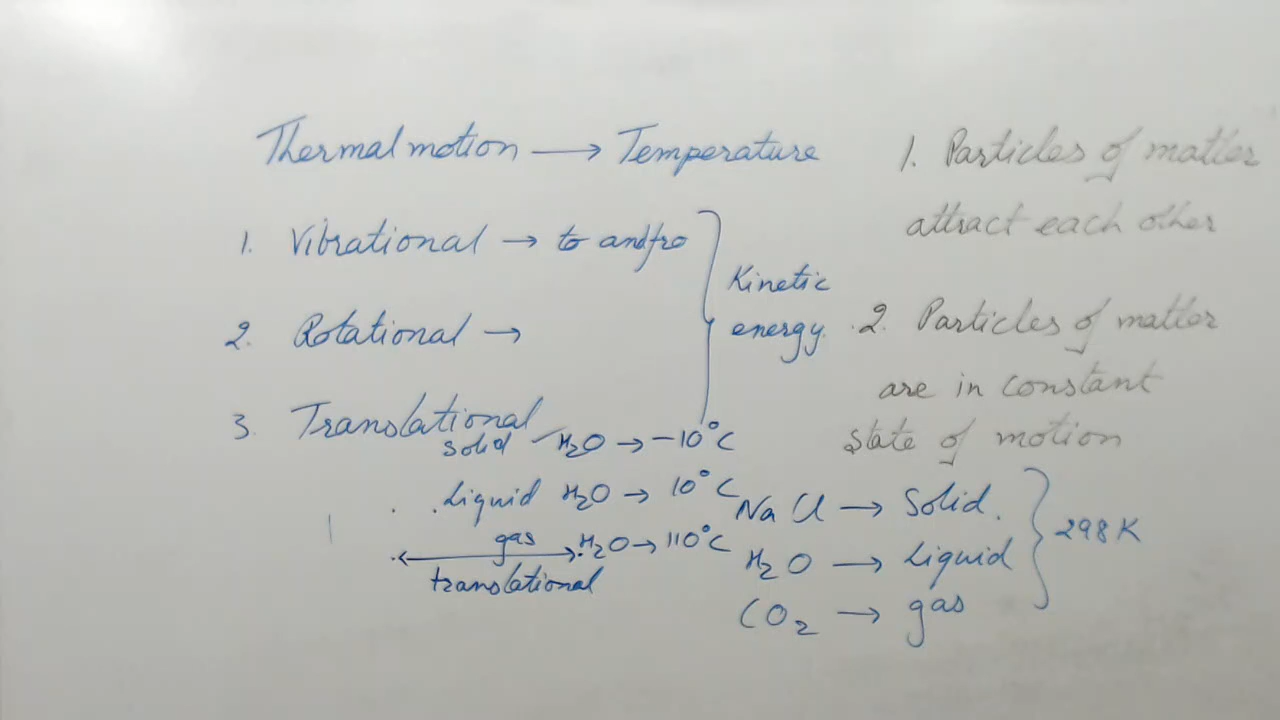 Thermal motion → Temperature
1. Vibrational → to and fro
2. Rotational →
3. Translational
Kinetic
energy.
solid H₂O → -10°C
Liquid H₂O → 10°C
gas H₂O → 110°C
translational
1. Particles of matter
attract each other
2. Particles of matter
are in constant
state of motion
NaCl → Solid.
H₂O → Liquid
CO₂ → gas
298K